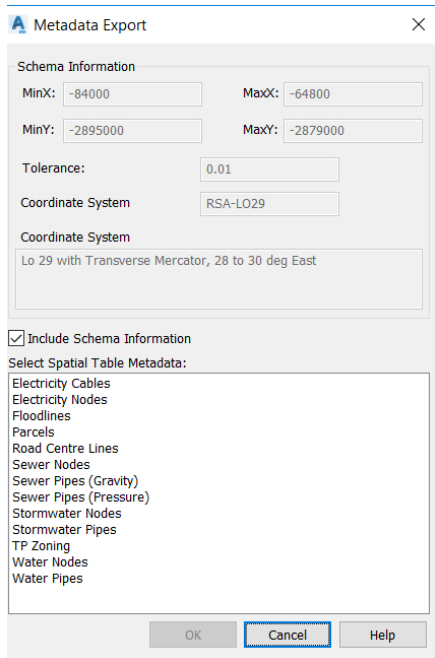 Metadata Export
Schema Information
MinX: -84000 MaxX: -64800
MinY: -2895000 MaxY: -2879000
Tolerance: 0.01
Coordinate System RSA-LO29
Coordinate System
Lo 29 with Transverse Mercator, 28 to 30 deg East
Include Schema Information
Select Spatial Table Metadata:
Electricity Cables
Electricity Nodes
Floodlines
Parcels
Road Centre Lines
Sewer Nodes
Sewer Pipes (Gravity)
Sewer Pipes (Pressure)
Stormwater Nodes
Stormwater Pipes
TP Zoning
Water Nodes
Water Pipes
OK Cancel Help